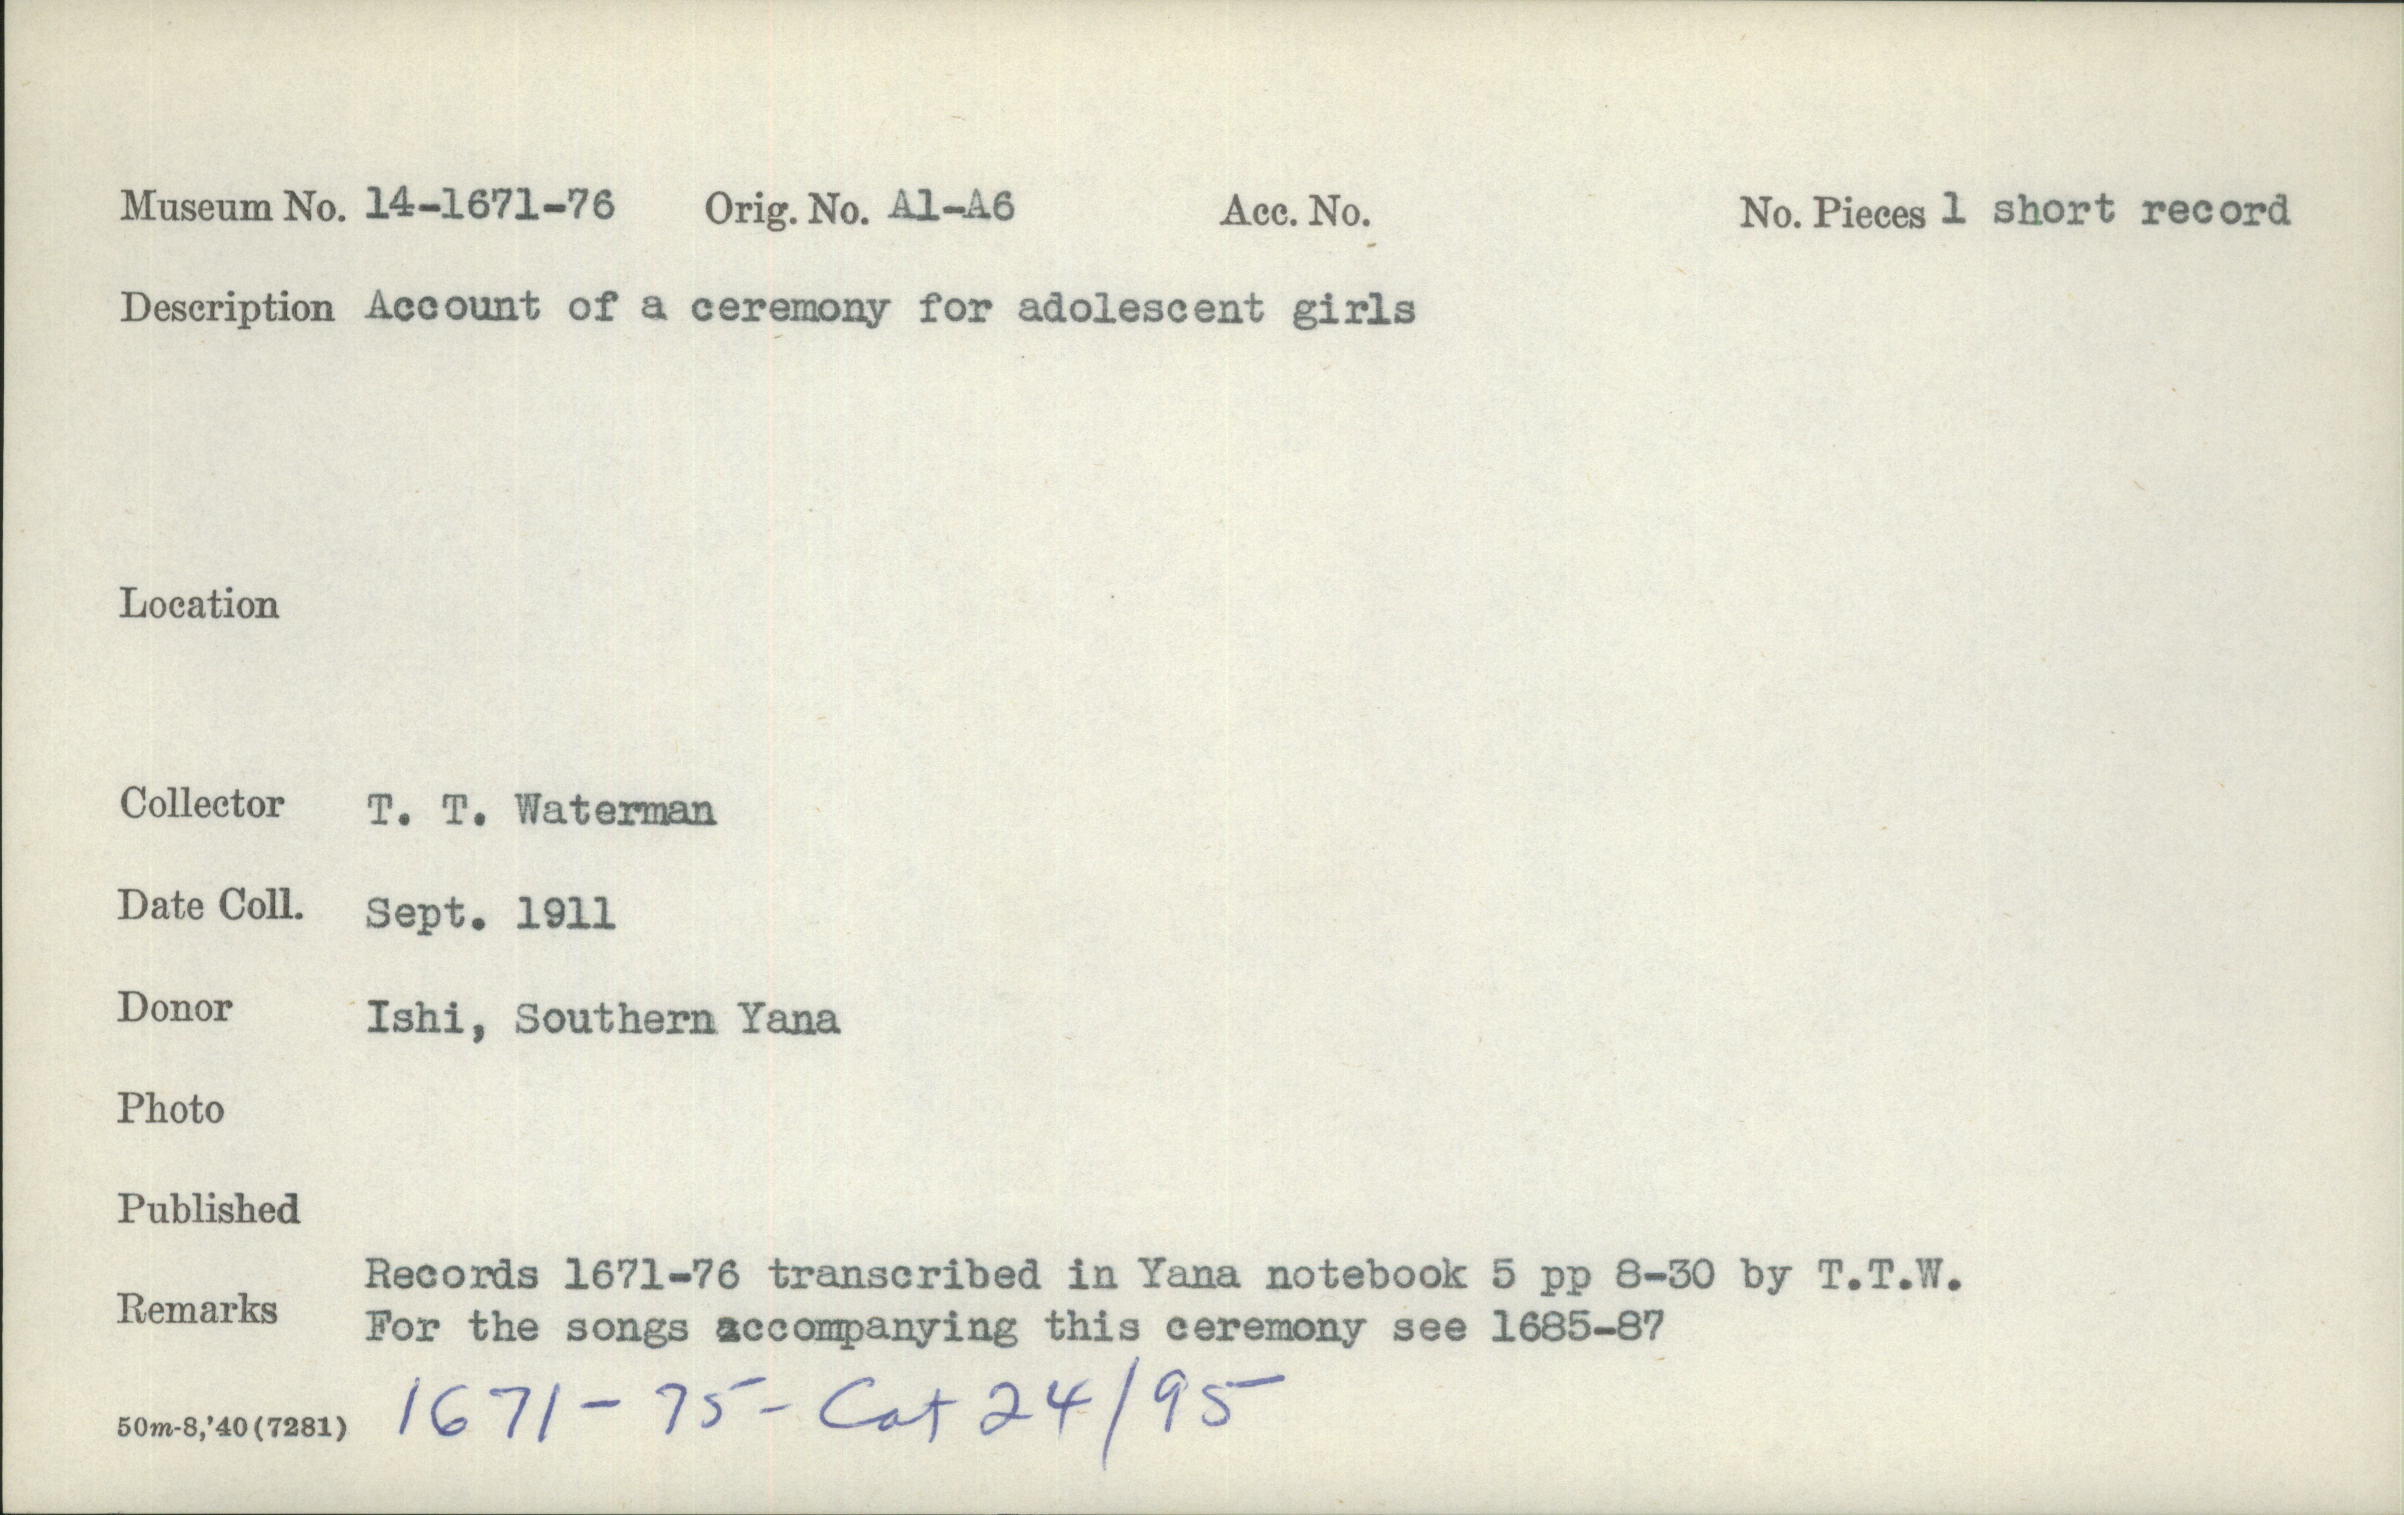 Museum No. 14-1671-76 Orig. No. A1-A6 Acc. No. No. Pieces 1 short record
Description Account of a ceremony for adolescent girls
Location
Collector T. T. Waterman
Date Coll. Sept. 1911
Donor Ishi, Southern Yana
Photo
Published
Records 1671-76 transcribed in Yana notebook 5 pp 8-30 by T.T.W.
Remarks
For the songs accompanying this ceremony see 1685-87
50m-8,'40(7281) 1671-75- Cat 24/95